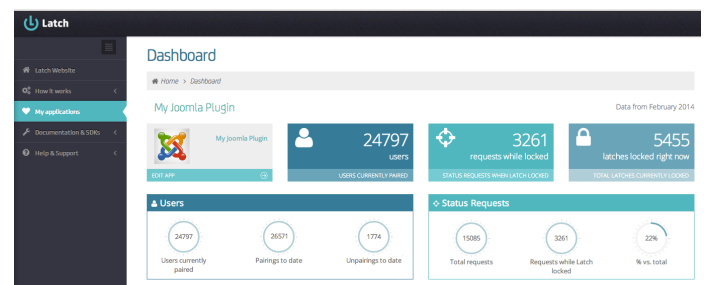 Latch
Dashboard
Latch Website
How it works
My applications
Documentation & SDKs
Help & Support
Home > Dashboard
My Joomla Plugin
Data from February 2014
My Joomla Plugin
EDIT APP
24797
users
USERS CURRENTLY PAIRED
3261
requests while locked
STATUS REQUESTS WHEN LATCH LOCKED
5455
latches locked right now
TOTAL LATCHES CURRENTLY LOCKED
Users
24797
Users currently
paired
26571
Pairings to date
1774
Unpairings to date
Status Requests
15085
Total requests
3261
Requests while Latch
locked
22%
% vs. total